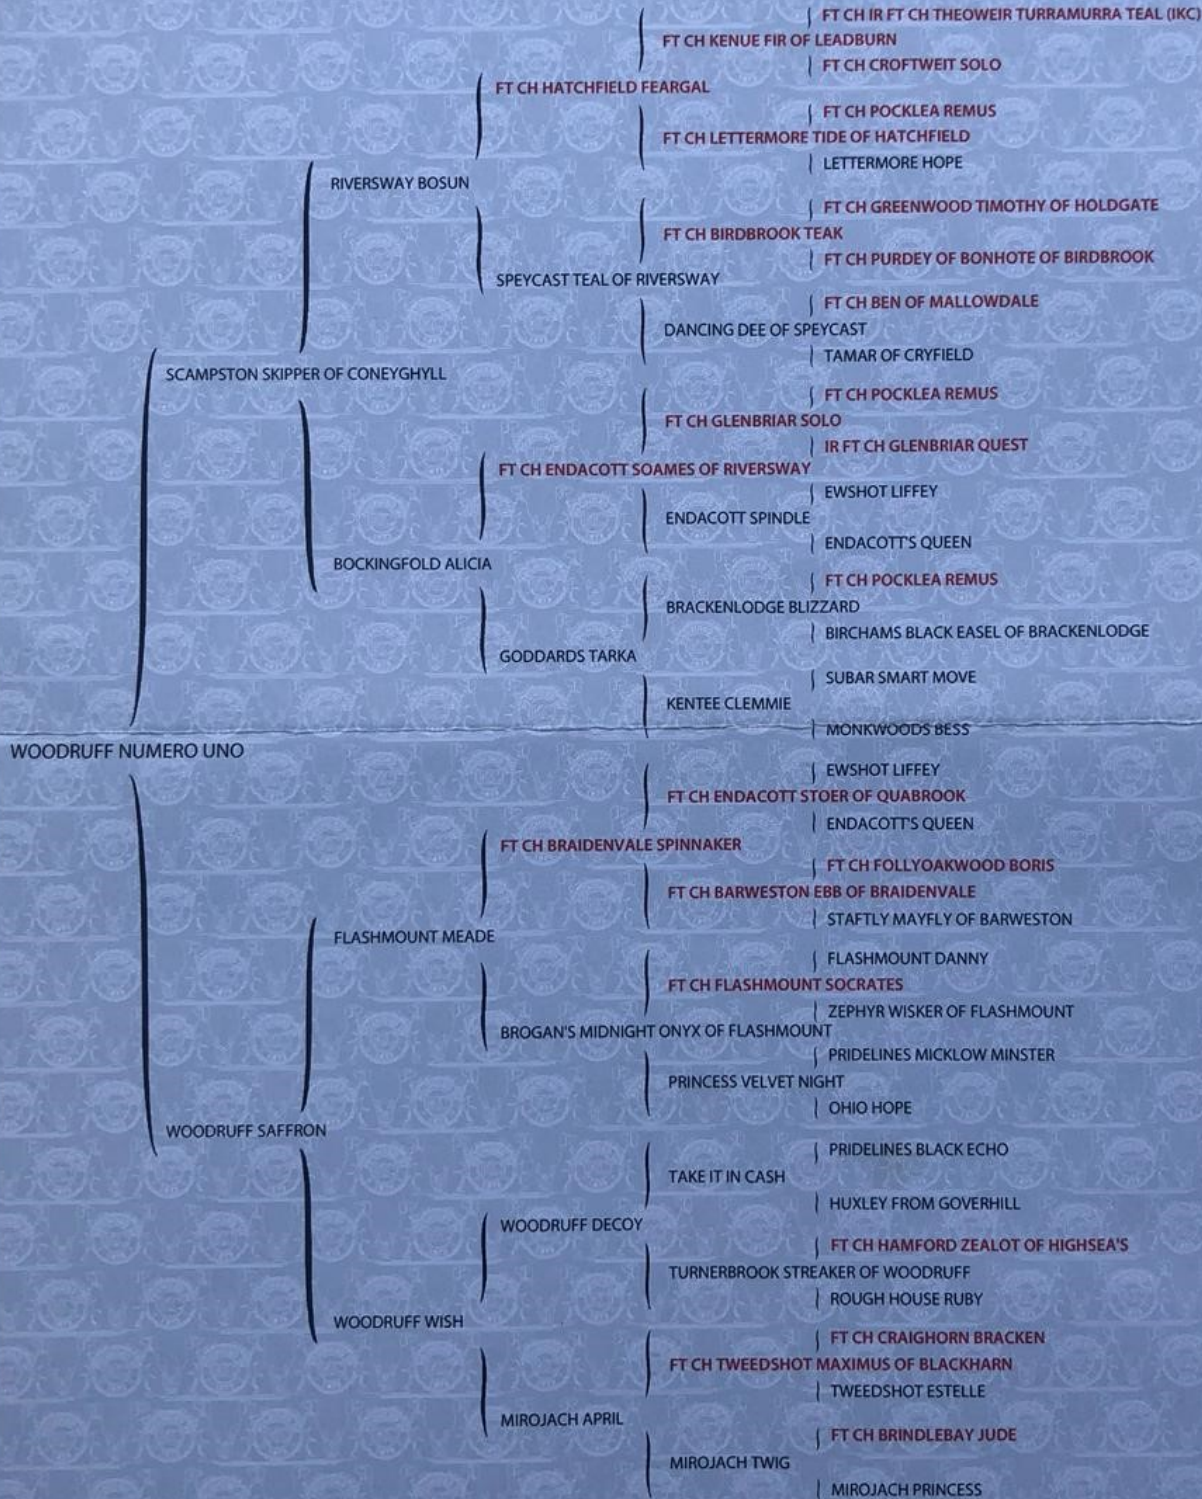 FT CH IR FT CH THEOWEIR TURRAMURRA TEAL (IKC)
FT CH KENUE FIR OF LEADBURN
FT CH CROFTWEIT SOLO
FT CH HATCHFIELD FEARGAL
FT CH POCKLEA REMUS
FT CH LETTERMORE TIDE OF HATCHFIELD
LETTERMORE HOPE
RIVERSWAY BOSUN
FT CH GREENWOOD TIMOTHY OF HOLDGATE
FT CH BIRDBROOK TEAK
FT CH PURDEY OF BONHOTE OF BIRDBROOK
SPEYCAST TEAL OF RIVERSWAY
FT CH BEN OF MALLOWDALE
DANCING DEE OF SPEYCAST
TAMAR OF CRYFIELD
SCAMPSTON SKIPPER OF CONEYGHYLL
FT CH POCKLEA REMUS
FT CH GLENBRIAR SOLO
IR FT CH GLENBRIAR QUEST
FT CH ENDACOTT SOAMES OF RIVERSWAY
EWSHOT LIFFEY
ENDACOTT SPINDLE
ENDACOTT'S QUEEN
BOCKINGFOLD ALICIA
FT CH POCKLEA REMUS
BRACKENLODGE BLIZZARD
BIRCHAMS BLACK EASEL OF BRACKENLODGE
GODDARDS TARKA
SUBAR SMART MOVE
KENTEE CLEMMIE
MONKWOODS BESS
WOODRUFF NUMERO UNO
EWSHOT LIFFEY
FT CH ENDACOTT STOER OF QUABROOK
ENDACOTT'S QUEEN
FT CH BRAIDENVALE SPINNAKER
FT CH FOLLYOAKWOOD BORIS
FT CH BARWESTON EBB OF BRAIDENVALE
STAFTLY MAYFLY OF BARWESTON
FLASHMOUNT MEADE
FLASHMOUNT DANNY
FT CH FLASHMOUNT SOCRATES
ZEPHYR WISKER OF FLASHMOUNT
BROGAN'S MIDNIGHT ONYX OF FLASHMOUNT
PRIDELINES MICKLOW MINSTER
PRINCESS VELVET NIGHT
OHIO HOPE
WOODRUFF SAFFRON
PRIDELINES BLACK ECHO
TAKE IT IN CASH
HUXLEY FROM GOVERHILL
WOODRUFF DECOY
FT CH HAMFORD ZEALOT OF HIGHSEA'S
TURNERBROOK STREAKER OF WOODRUFF
ROUGH HOUSE RUBY
WOODRUFF WISH
FT CH CRAIGHORN BRACKEN
FT CH TWEEDSHOT MAXIMUS OF BLACKHARN
TWEEDSHOT ESTELLE
MIROJACH APRIL
FT CH BRINDLEBAY JUDE
MIROJACH TWIG
MIROJACH PRINCESS